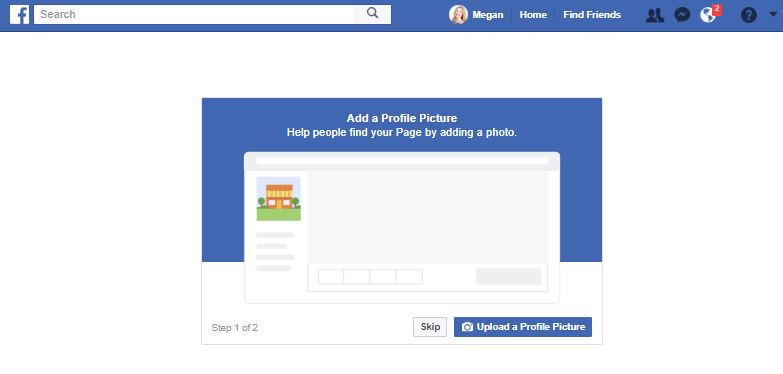 f Search Megan Home Find Friends 2 ?
Add a Profile Picture
Help people find your Page by adding a photo.
Step 1 of 2 Skip Upload a Profile Picture